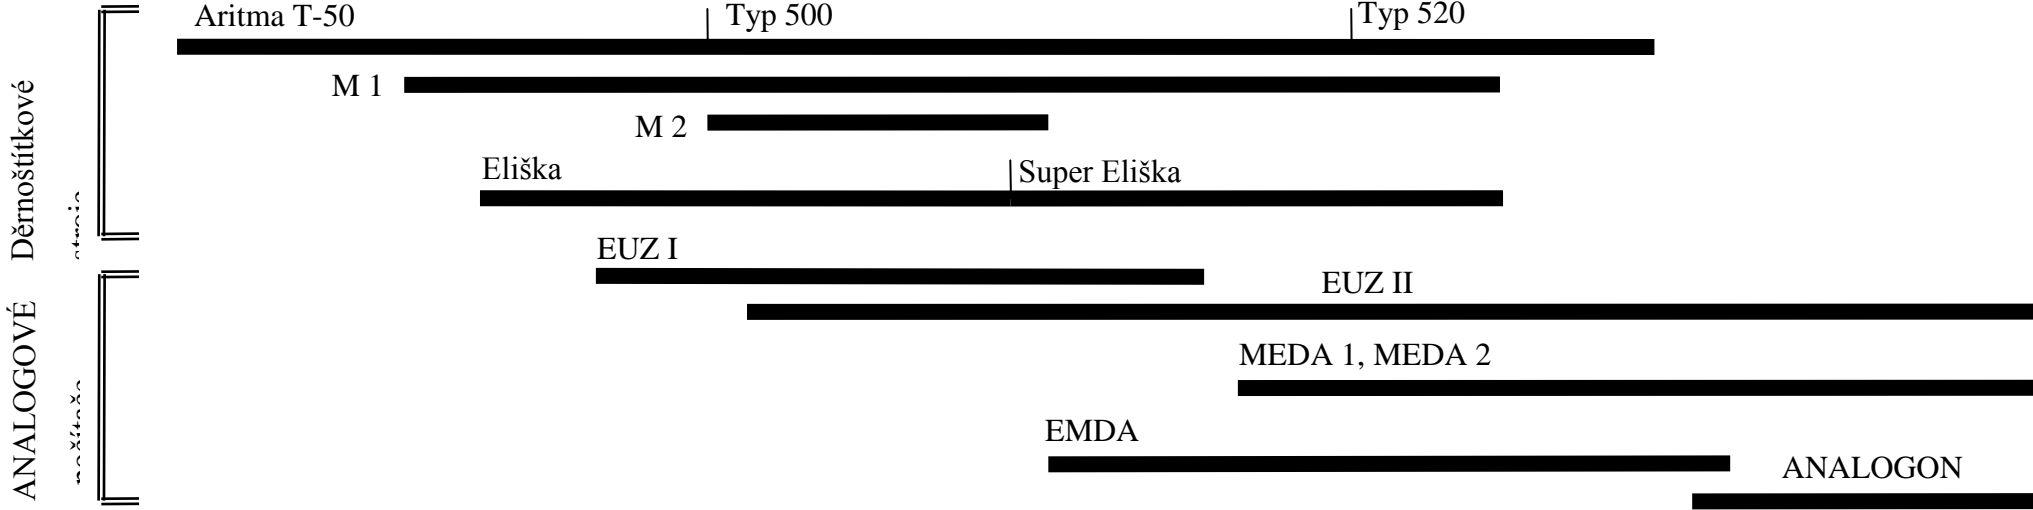 Aritma T-50
Typ 500
Typ 520
M 1
M 2
Eliška
Super Eliška
EUZ I
EUZ II
MEDA 1, MEDA 2
EMDA
ANALOGON
Děrnoštítkové
ANALOGOVÉ